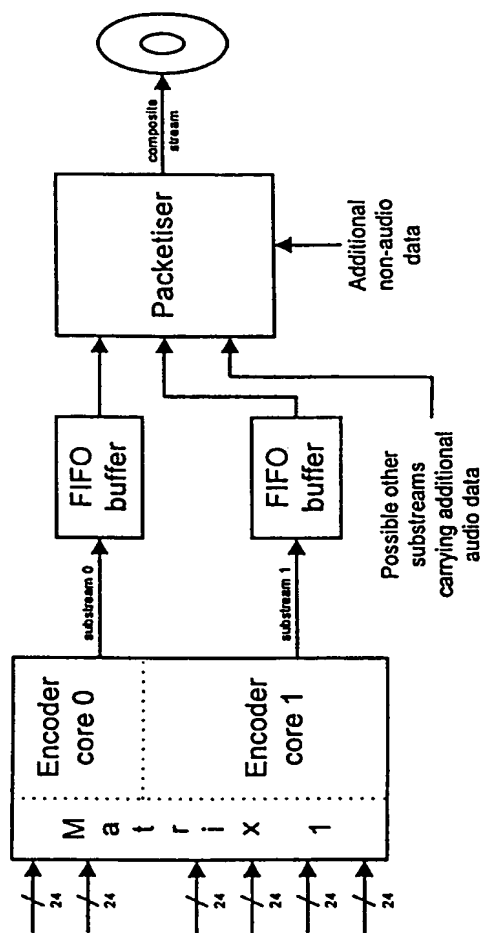 24
24
24
24
24
24
M a t r i x 1
Encoder
core 0
Encoder
core 1
substream 0
substream 1
FIFO
buffer
FIFO
buffer
Possible other
substreams
carrying additional
audio data
Packetiser
Additional
non-audio
data
composite
stream